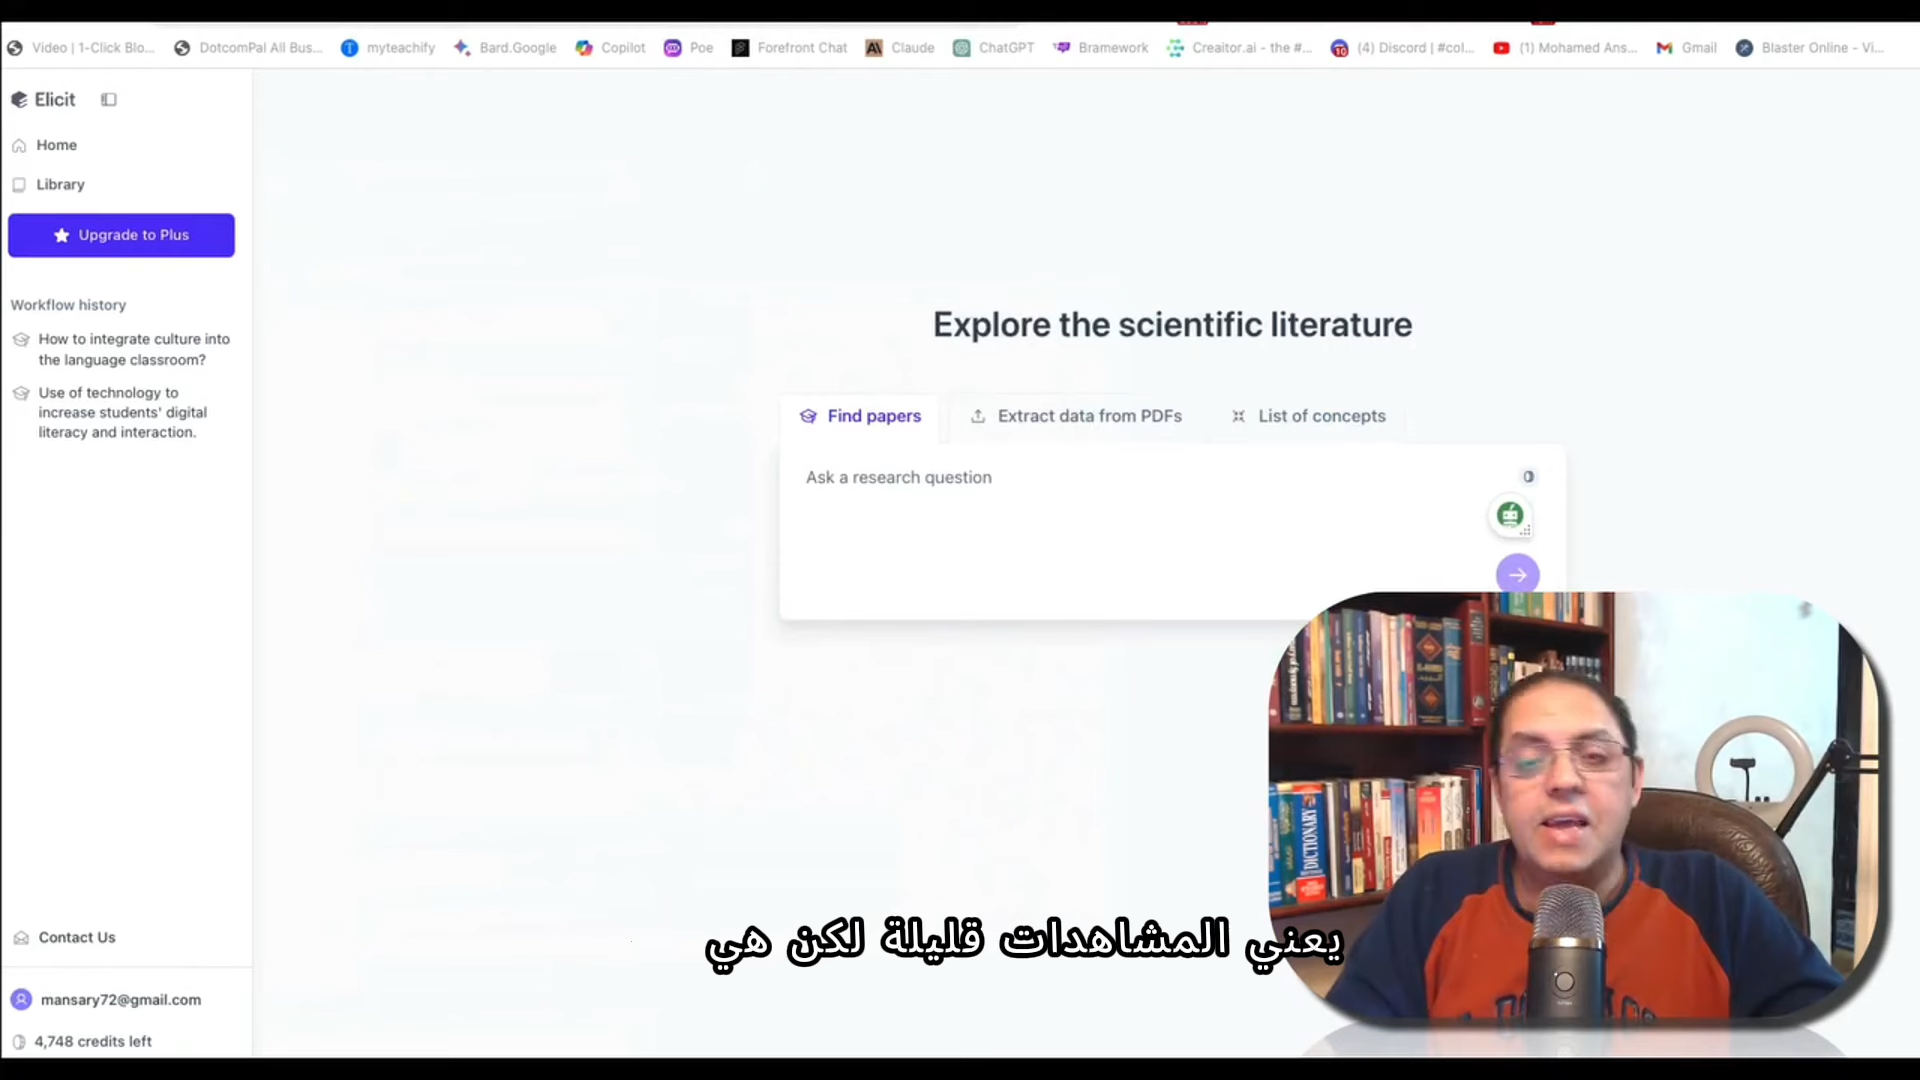 Video | 1-Click Blo...
DotcomPal All Bus...
myteachify
Bard.Google
Copilot
Poe
Forefront Chat
Claude
ChatGPT
Bramework
Creaitor.ai - the #...
(4) Discord | #col...
(1) Mohamed Ans...
Gmail
Blaster Online - Vi...
Elicit
Home
Library
Upgrade to Plus
Workflow history
How to integrate culture into
the language classroom?
Use of technology to
increase students' digital
literacy and interaction.
Explore the scientific literature
Find papers
Extract data from PDFs
List of concepts
Ask a research question
DICTIONARY
يعني المشاهدات قليلة لكن هي
Contact Us
mansary72@gmail.com
4,748 credits left